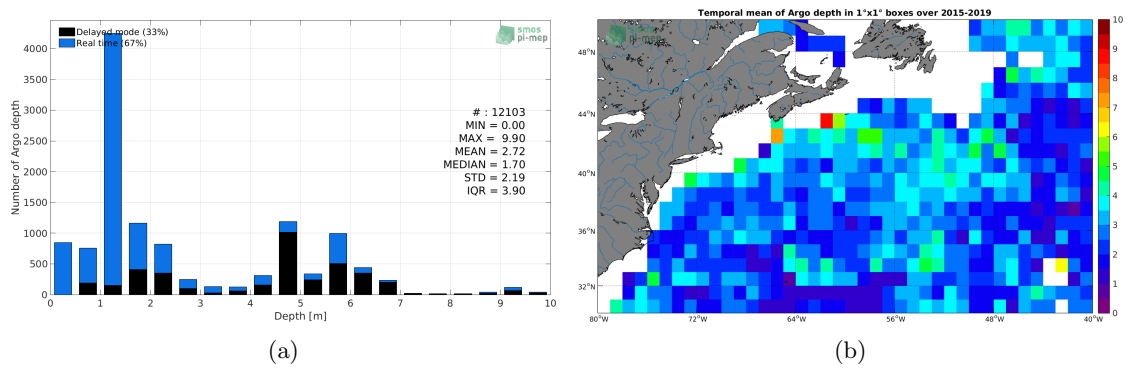 Delayed mode (33%)
Real time (67%)
smos
pi-mep
4000
3500
3000
2500
2000
1500
1000
500
0
Number of Argo depth
# : 12103
MIN = 0.00
MAX = 9.90
MEAN = 2.72
MEDIAN = 1.70
STD = 2.19
IQR = 3.90
0 1 2 3 4 5 6 7 8 9 10
Depth [m]
(a)
Temporal mean of Argo depth in 1°x1° boxes over 2015-2019
smos
pi-mep
48°N
44°N
40°N
36°N
32°N
80°W 72°W 64°W 56°W 48°W 40°W
10
9
8
7
6
5
4
3
2
1
0
(b)